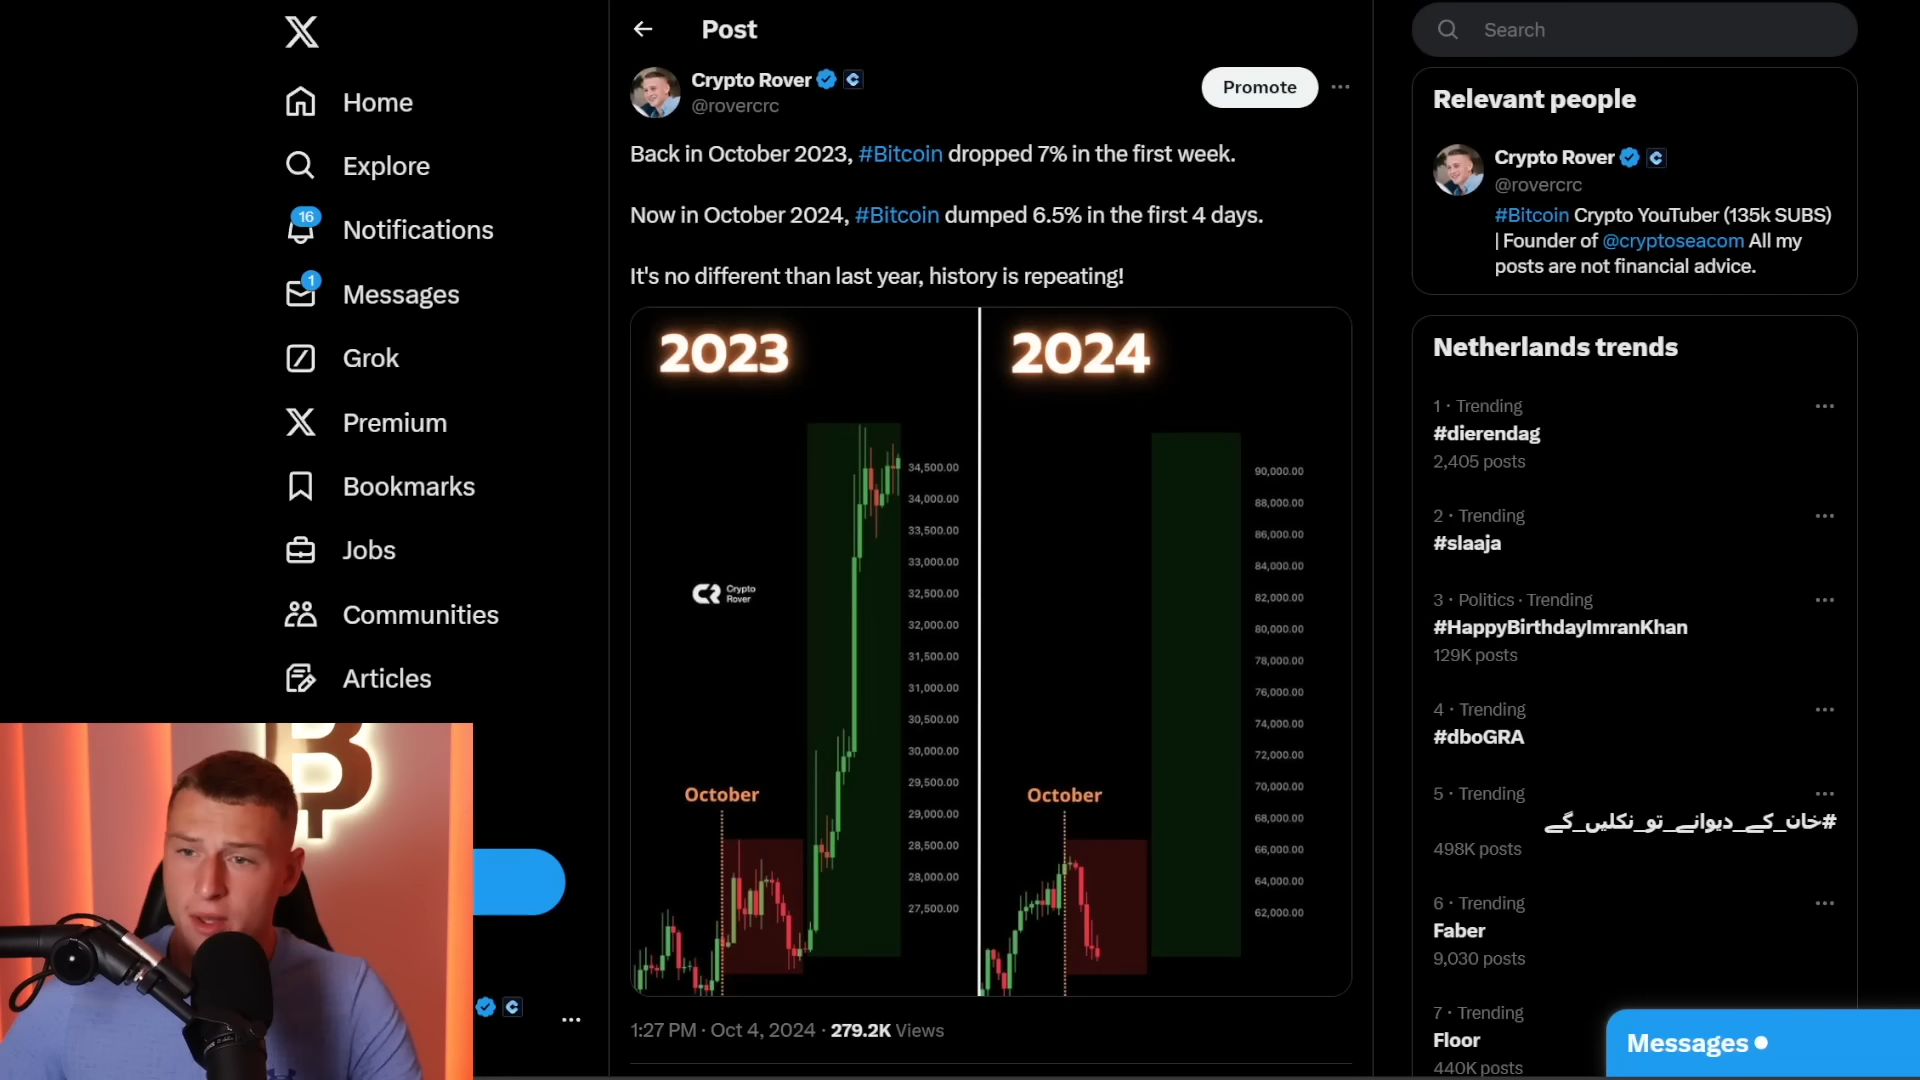 Home
Explore
16
Notifications
1
Messages
Grok
Premium
Bookmarks
Jobs
Communities
Articles
Post
Crypto Rover
@rovercrc
Promote
Back in October 2023, #Bitcoin dropped 7% in the first week.
Now in October 2024, #Bitcoin dumped 6.5% in the first 4 days.
It's no different than last year, history is repeating!
2023
34,500.00
34,000.00
33,500.00
33,000.00
32,500.00
32,000.00
31,500.00
31,000.00
30,500.00
30,000.00
29,500.00
29,000.00
28,500.00
28,000.00
27,500.00
Crypto
Rover
October
2024
90,000.00
88,000.00
86,000.00
84,000.00
82,000.00
80,000.00
78,000.00
76,000.00
74,000.00
72,000.00
70,000.00
68,000.00
66,000.00
64,000.00
62,000.00
October
1:27 PM · Oct 4, 2024 · 279.2K Views
Search
Relevant people
Crypto Rover
@rovercrc
#Bitcoin Crypto YouTuber (135k SUBS)
| Founder of @cryptoseacom All my
posts are not financial advice.
Netherlands trends
1 · Trending
#dierendag
2,405 posts
2 · Trending
#slaaja
3 · Politics · Trending
#HappyBirthdayImranKhan
129K posts
4 · Trending
#dboGRA
5 · Trending
#خان_کے_دیوانے_تو_نکلیں_گے
498K posts
6 · Trending
Faber
9,030 posts
7 · Trending
Floor
440K posts
Messages